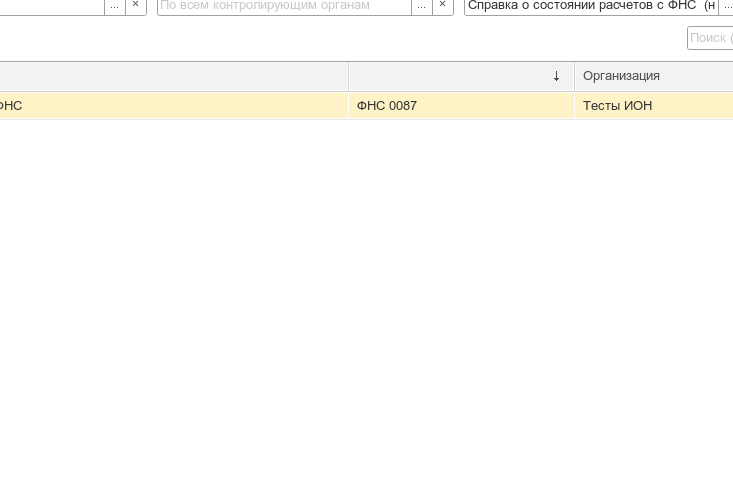 ... × По всем контролирующим органам ... × Справка о состоянии расчетов с ФНС (н ...
Поиск (
↓ Организация
ФНС ФНС 0087 Тесты ИОН